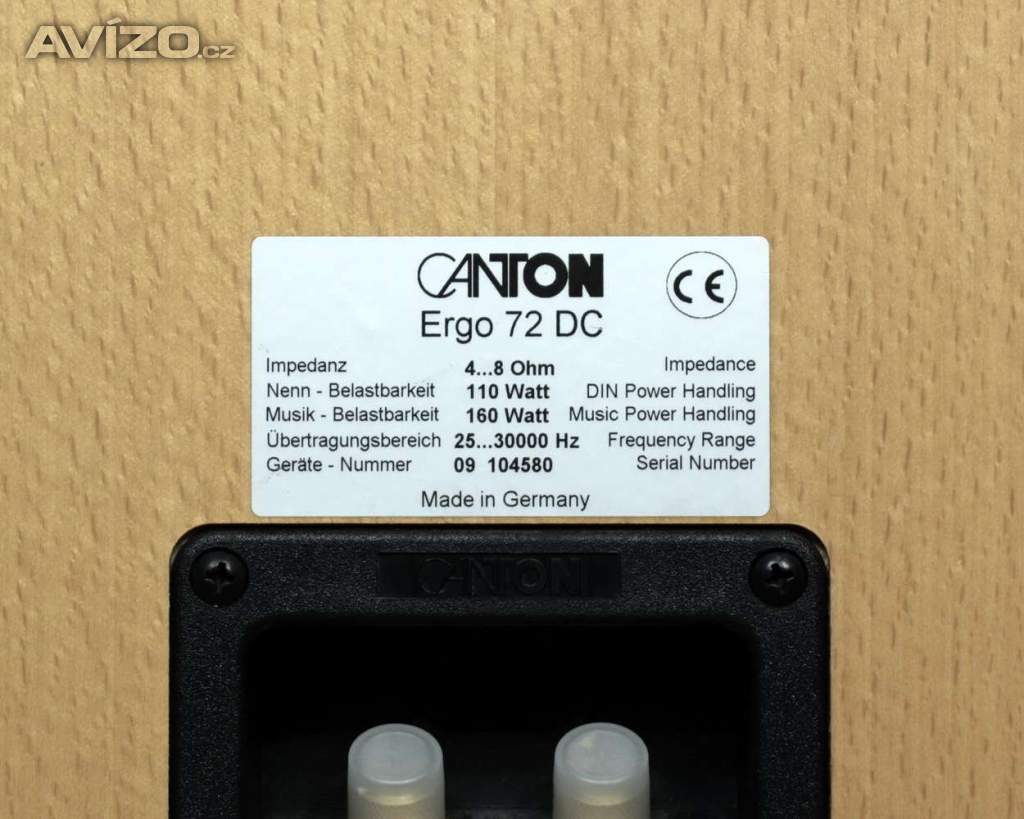 AVÍZO.cz
CANTON
CE
Ergo 72 DC
Impedanz 4...8 Ohm Impedance
Nenn - Belastbarkeit 110 Watt DIN Power Handling
Musik - Belastbarkeit 160 Watt Music Power Handling
Übertragungsbereich 25...30000 Hz Frequency Range
Geräte - Nummer 09 104580 Serial Number
Made in Germany
CANTON